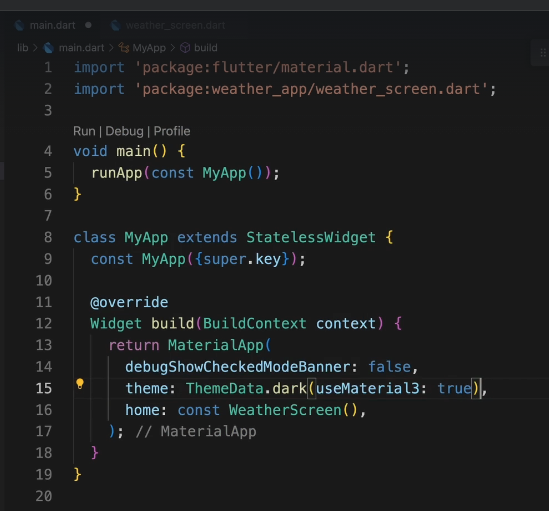 main.dart weather_screen.dart
lib > main.dart > MyApp > build
1 import 'package:flutter/material.dart';
2 import 'package:weather_app/weather_screen.dart';
3
Run | Debug | Profile
4 void main() {
5   runApp(const MyApp());
6 }
7
8 class MyApp extends StatelessWidget {
9   const MyApp({super.key});
10
11   @override
12   Widget build(BuildContext context) {
13     return MaterialApp(
14       debugShowCheckedModeBanner: false,
15       theme: ThemeData.dark(useMaterial3: true),
16       home: const WeatherScreen(),
17     ); // MaterialApp
18   }
19 }
20